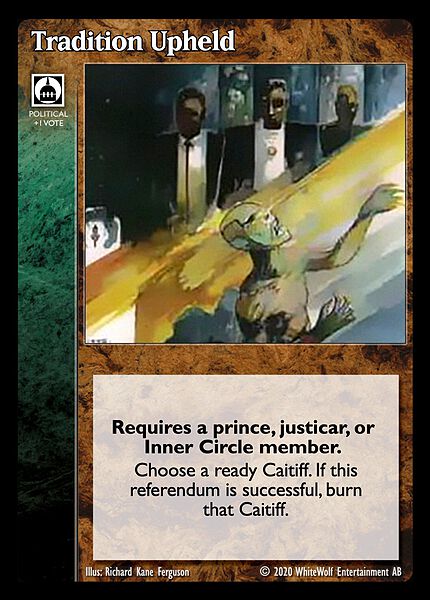 Tradition Upheld
POLITICAL
+1 VOTE
Requires a prince, justicar, or
Inner Circle member.
Choose a ready Caitiff. If this
referendum is successful, burn
that Caitiff.
Illus: Richard Kane Ferguson
© 2020 WhiteWolf Entertainment AB